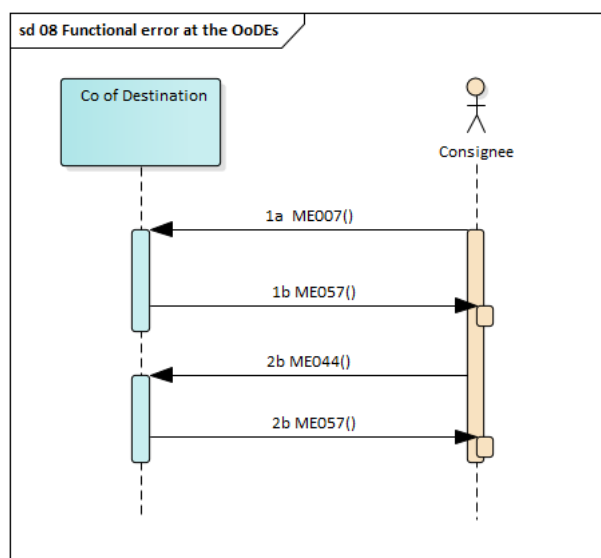 sd 08 Functional error at the OoDEs
Co of Destination
Consignee
1a  ME007()
1b ME057()
2b ME044()
2b ME057()